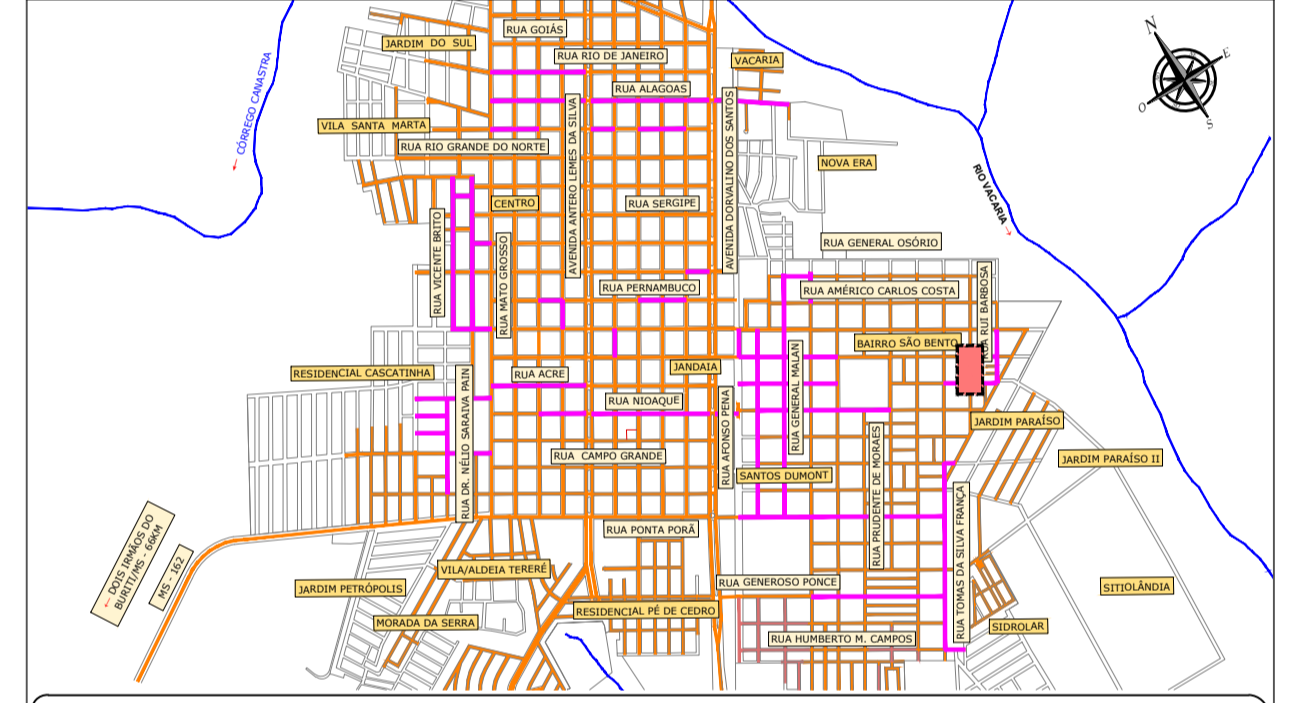 RUA GOIÁS
JARDIM DO SUL
RUA RIO DE JANEIRO
VACARIA
N
E
S
O
CÓRREGO CANASTRA
RUA ALAGOAS
VILA SANTA MARTA
RUA RIO GRANDE DO NORTE
AVENIDA ANTERO LEMES DA SILVA
AVENIDA DORVALINO DOS SANTOS
NOVA ERA
RIO VACARIA
CENTRO
RUA SERGIPE
RUA VICENTE BRITO
RUA MATO GROSSO
RUA GENERAL OSÓRIO
RUA PERNAMBUCO
RUA AMÉRICO CARLOS COSTA
RUA RUI BARBOSA
BAIRRO SÃO BENTO
RESIDENCIAL CASCATINHA
RUA ACRE
JANDAIA
RUA GENERAL MALAN
RUA DR. NÉLIO SARAIVA PAIN
RUA NIOAQUE
RUA AFONSO PENA
JARDIM PARAÍSO
RUA CAMPO GRANDE
RUA PRUDENTE DE MORAES
JARDIM PARAÍSO II
SANTOS DUMONT
← DOIS IRMÃOS DO
BURITI/MS - 66KM
MS - 162
RUA PONTA PORÃ
RUA TOMAS DA SILVA FRANÇA
VILA/ALDEIA TERERÉ
JARDIM PETRÓPOLIS
RUA GENEROSO PONCE
SITIOLÂNDIA
RESIDENCIAL PÉ DE CEDRO
MORADA DA SERRA
SIDROLAR
RUA HUMBERTO M. CAMPOS